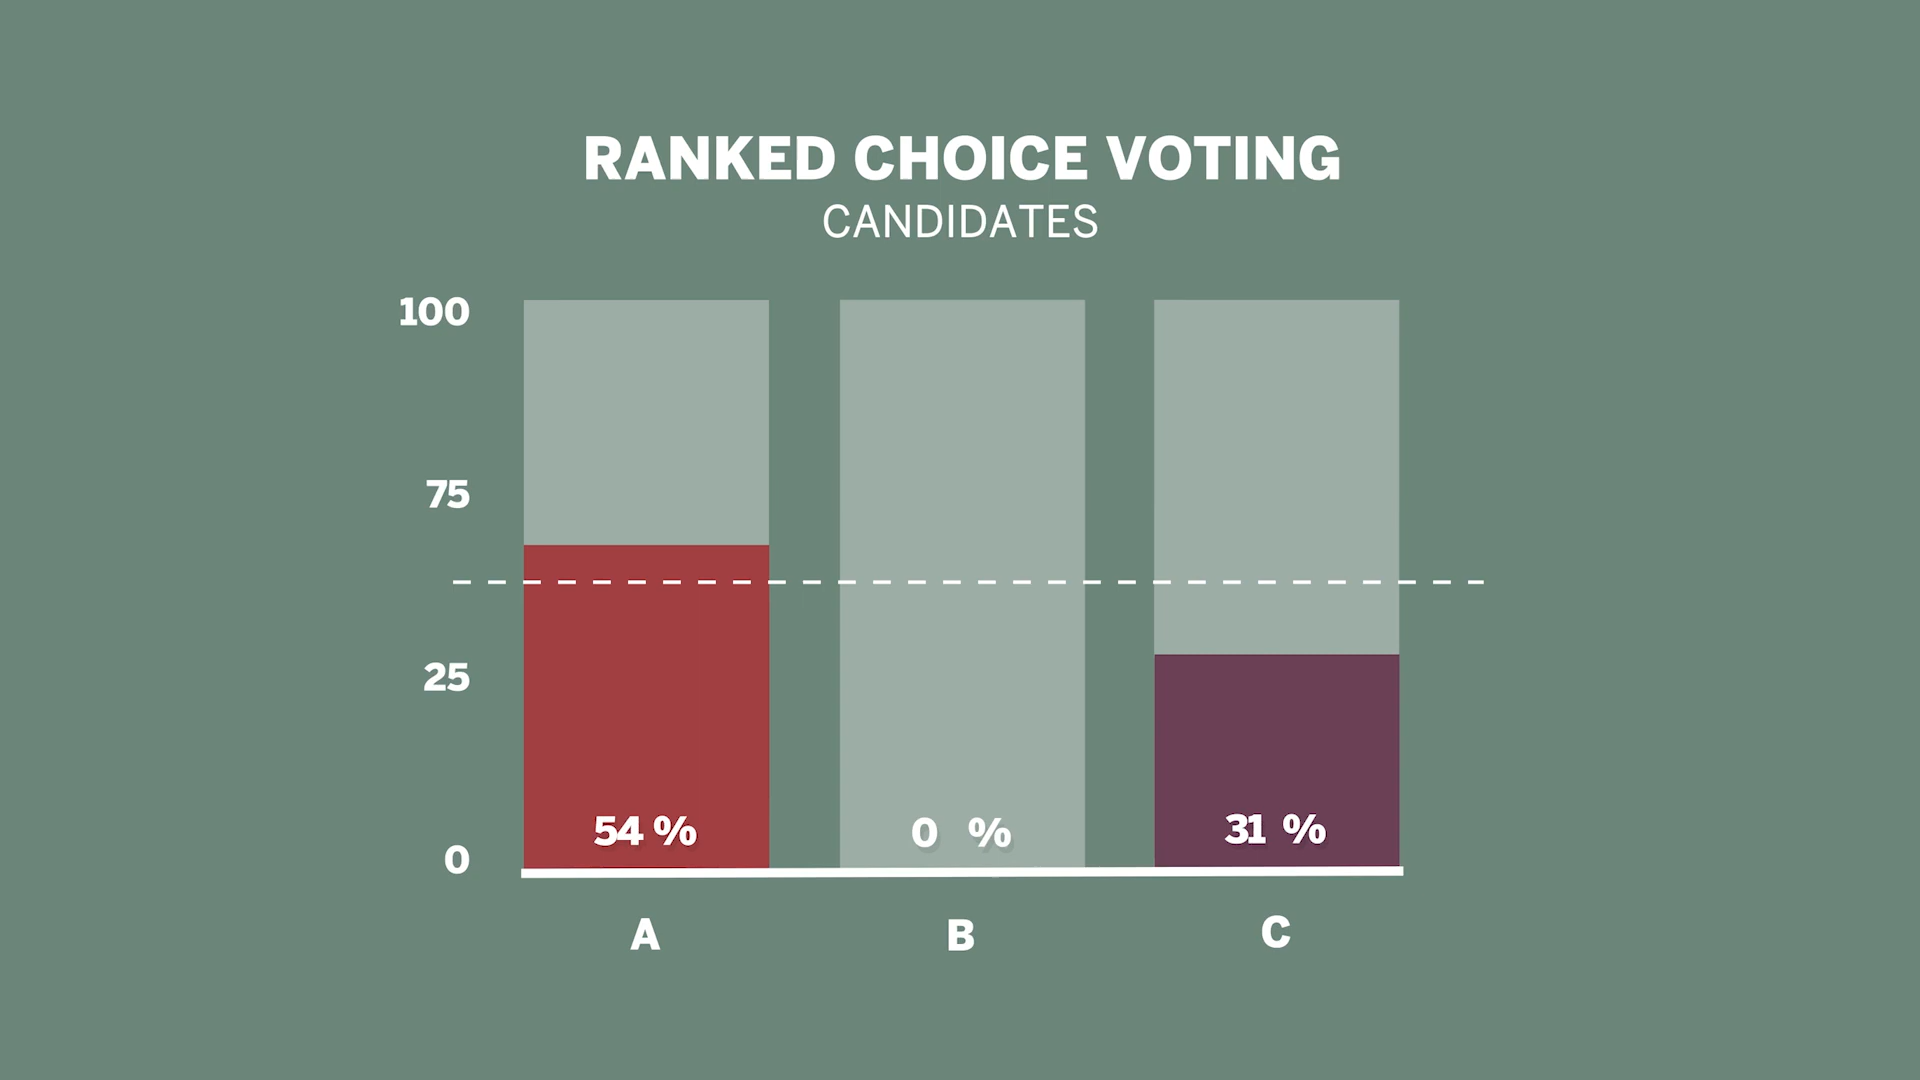 RANKED CHOICE VOTING
CANDIDATES
100
75
25
0
54 %
0 %
31 %
A
B
C